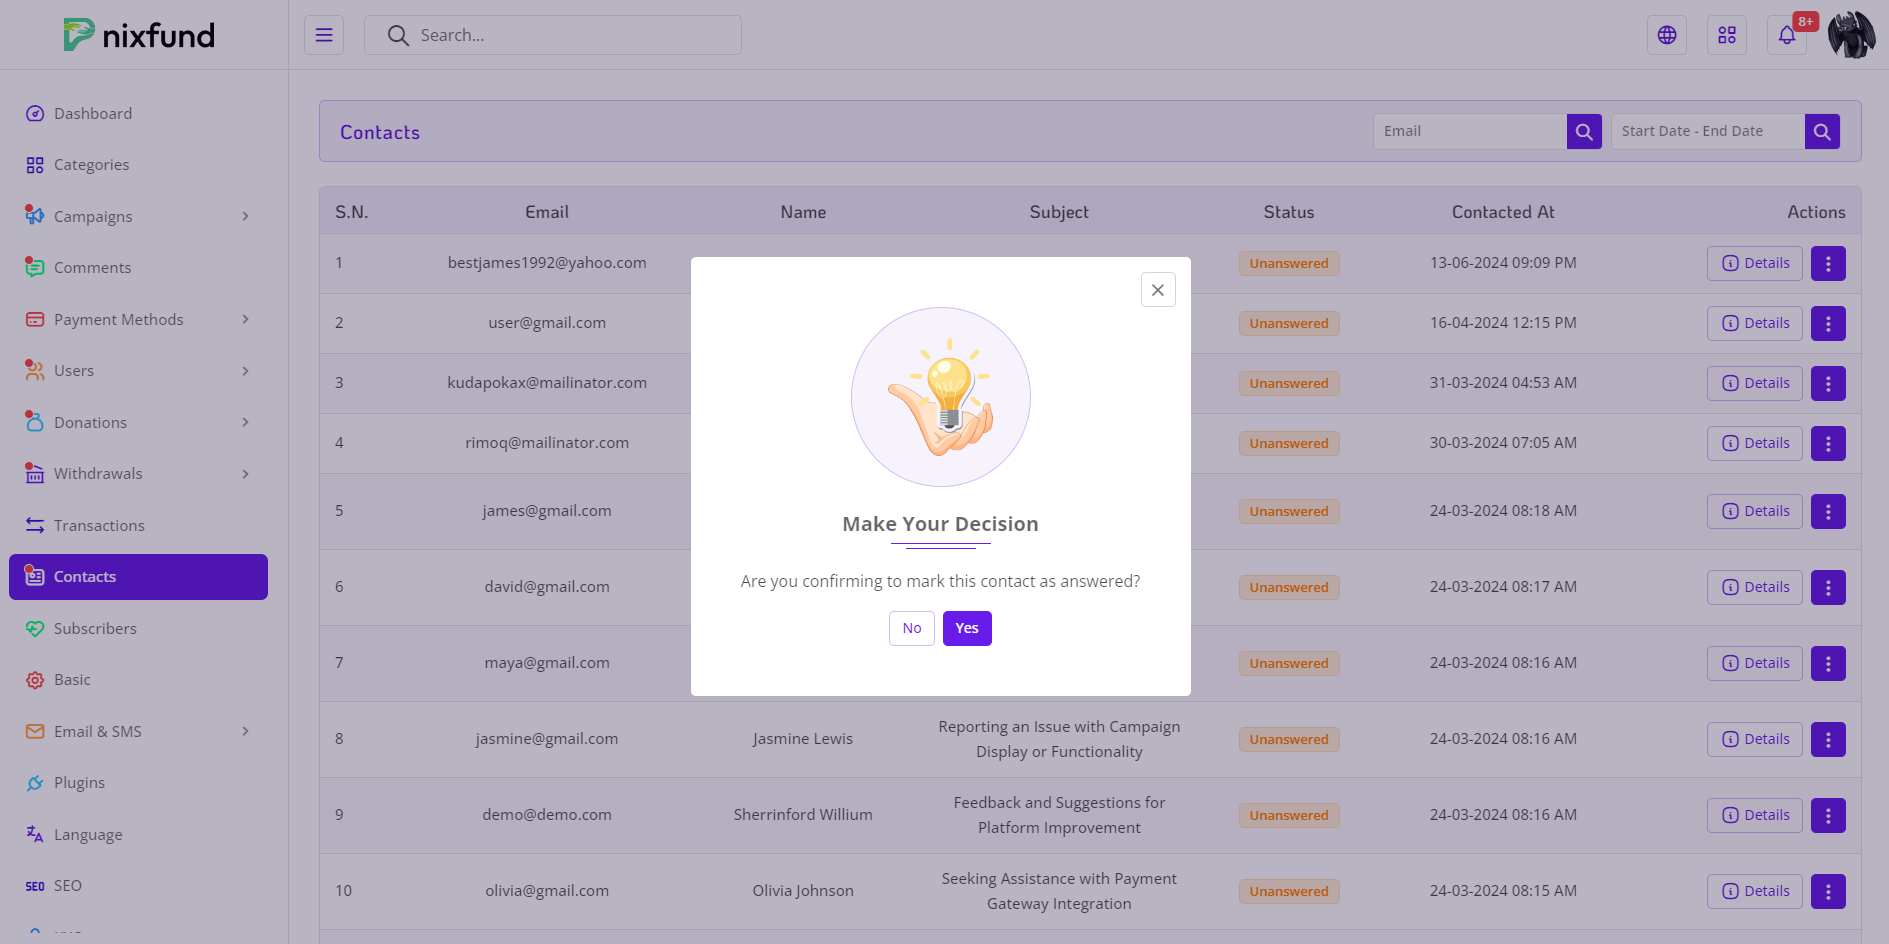 nixfund
Search...
8+
Dashboard
Categories
Campaigns
Comments
Payment Methods
Users
Donations
Withdrawals
Transactions
Contacts
Subscribers
Basic
Email & SMS
Plugins
Language
SEO SEO
Contacts
Email
Start Date - End Date
S.N. Email Name Subject Status Contacted At Actions
1 bestjames1992@yahoo.com Unanswered 13-06-2024 09:09 PM Details
2 user@gmail.com Unanswered 16-04-2024 12:15 PM Details
3 kudapokax@mailinator.com Unanswered 31-03-2024 04:53 AM Details
4 rimoq@mailinator.com Unanswered 30-03-2024 07:05 AM Details
5 james@gmail.com Unanswered 24-03-2024 08:18 AM Details
6 david@gmail.com Unanswered 24-03-2024 08:17 AM Details
7 maya@gmail.com Unanswered 24-03-2024 08:16 AM Details
8 jasmine@gmail.com Jasmine Lewis Reporting an Issue with Campaign
Display or Functionality Unanswered 24-03-2024 08:16 AM Details
9 demo@demo.com Sherrinford Willium Feedback and Suggestions for
Platform Improvement Unanswered 24-03-2024 08:16 AM Details
10 olivia@gmail.com Olivia Johnson Seeking Assistance with Payment
Gateway Integration Unanswered 24-03-2024 08:15 AM Details
Make Your Decision
Are you confirming to mark this contact as answered?
No Yes